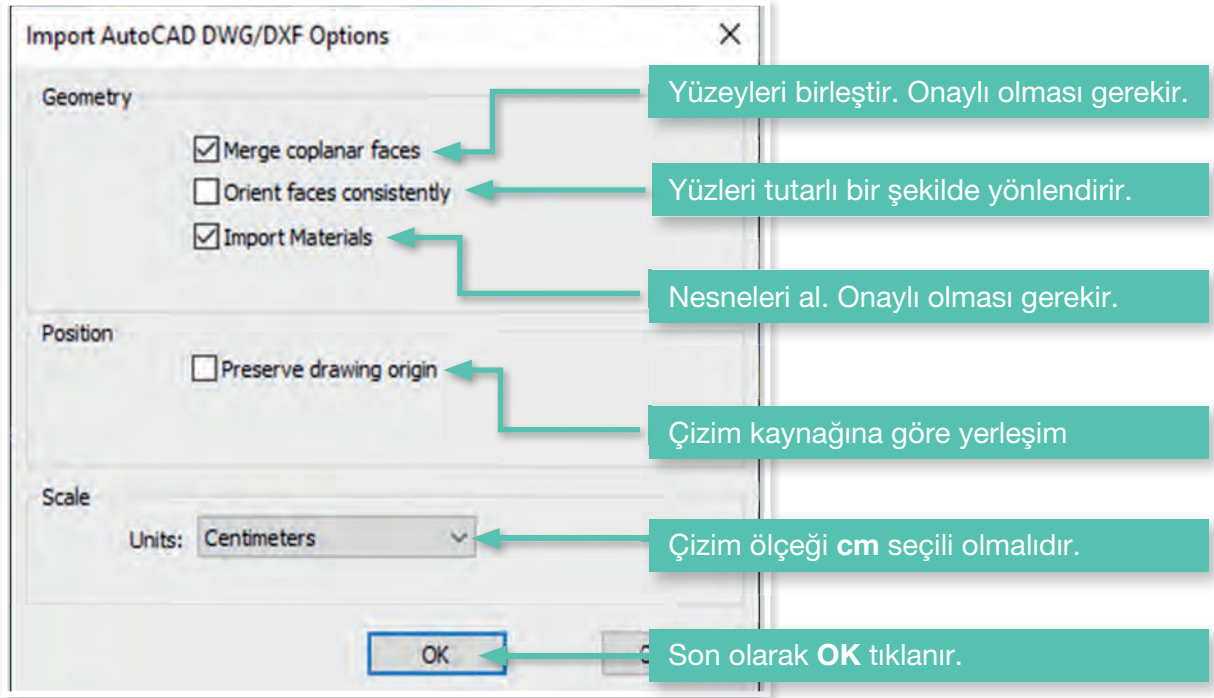 Import AutoCAD DWG/DXF Options
Geometry
Yüzeyleri birleştir. Onaylı olması gerekir.
Merge coplanar faces
Orient faces consistently
Yüzleri tutarlı bir şekilde yönlendirir.
Import Materials
Nesneleri al. Onaylı olması gerekir.
Position
Preserve drawing origin
Çizim kaynağına göre yerleşim
Scale
Units: Centimeters
Çizim ölçeği cm seçili olmalıdır.
OK
Son olarak OK tıklanır.